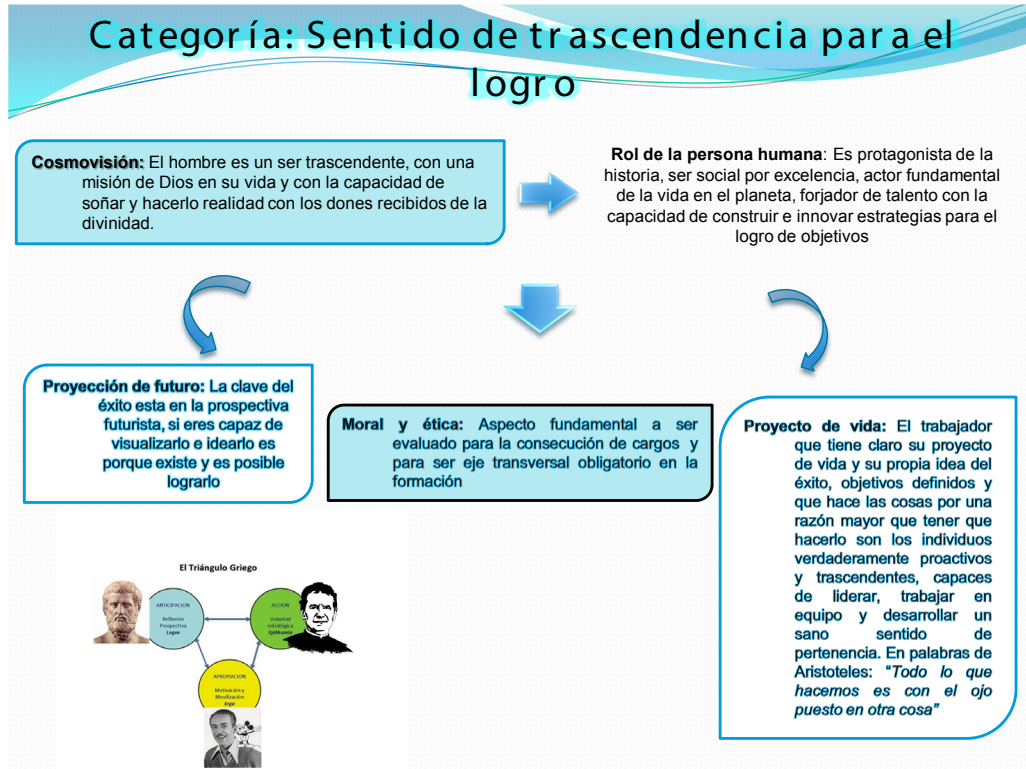 Categoría: Sentido de trascendencia para el
logro
Cosmovisión: El hombre es un ser trascendente, con una
misión de Dios en su vida y con la capacidad de
soñar y hacerlo realidad con los dones recibidos de la
divinidad.
Rol de la persona humana: Es protagonista de la
historia, ser social por excelencia, actor fundamental
de la vida en el planeta, forjador de talento con la
capacidad de construir e innovar estrategias para el
logro de objetivos
Proyección de futuro: La clave del
éxito esta en la prospectiva
futurista, si eres capaz de
visualizarlo e idearlo es
porque existe y es posible
lograrlo
Moral y ética: Aspecto fundamental a ser
evaluado para la consecución de cargos y
para ser eje transversal obligatorio en la
formación
Proyecto de vida: El trabajador
que tiene claro su proyecto
de vida y su propia idea del
éxito, objetivos definidos y
que hace las cosas por una
razón mayor que tener que
hacerlo son los individuos
verdaderamente proactivos
y trascendentes, capaces
de liderar, trabajar en
equipo y desarrollar un
sano sentido de
pertenencia. En palabras de
Aristoteles: "Todo lo que
hacemos es con el ojo
puesto en otra cosa"
El Triángulo Griego
ANTICIPACION
Reflexión
Prospectiva
Logos
ACCION
Voluntad
estratégica
Epithumia
APROPIACION
Motivación y
Movilización
Ergo